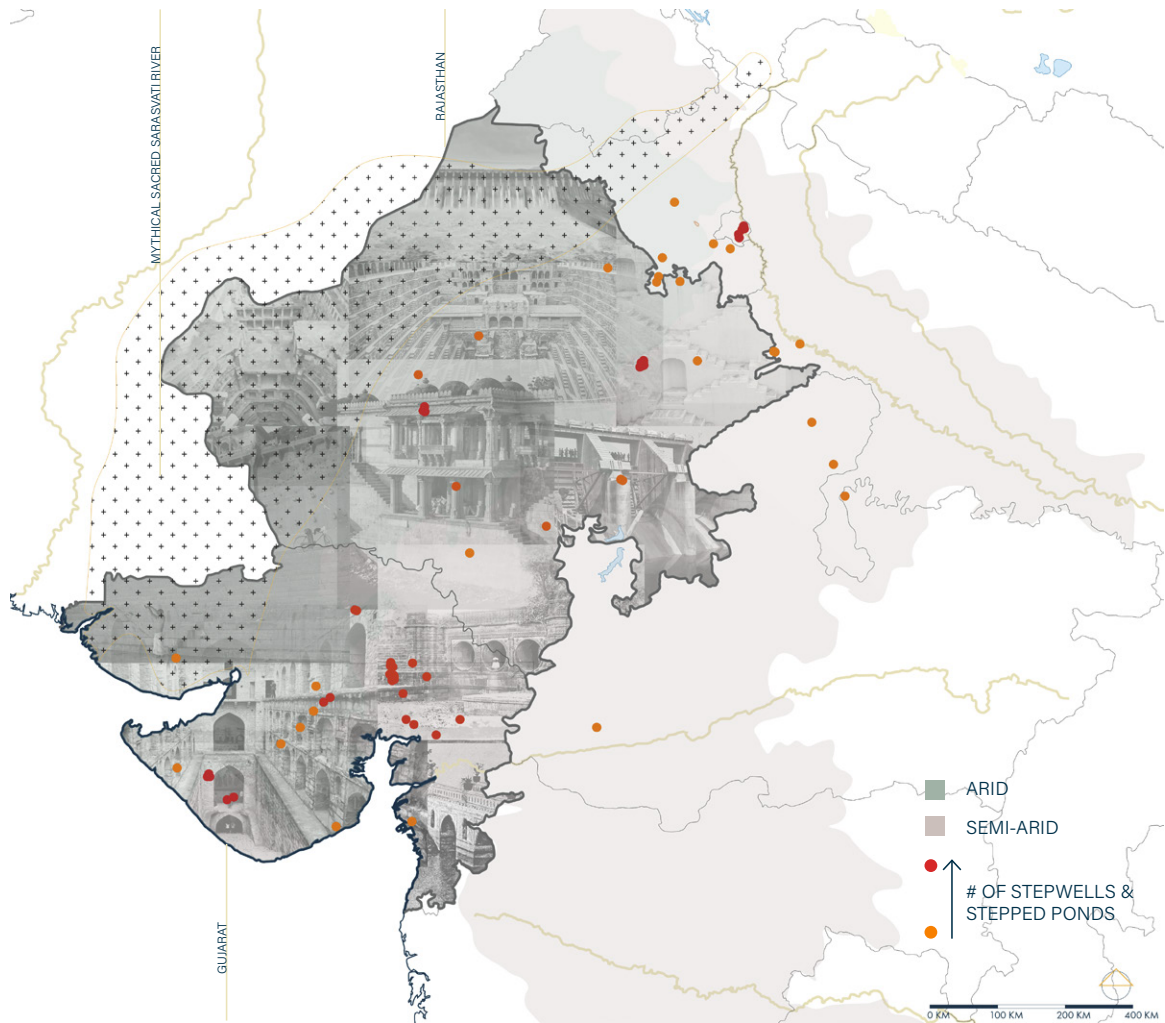 MYTHICAL SACRED SARASVATI RIVER
RAJASTHAN
GUJARAT
ARID
SEMI-ARID
# OF STEPWELLS &
STEPPED PONDS
0 KM 100 KM 200 KM 400 KM